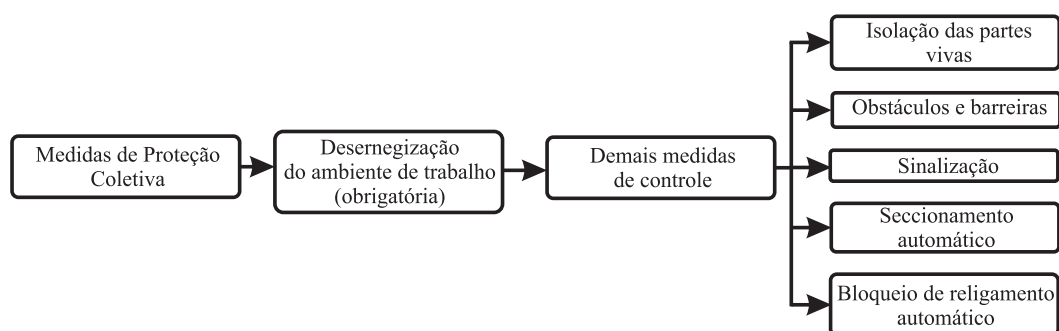 Medidas de Proteção
Coletiva
Desernegização
do ambiente de trabalho
(obrigatória)
Demais medidas
de controle
Isolação das partes
vivas
Obstáculos e barreiras
Sinalização
Seccionamento
automático
Bloqueio de religamento
automático